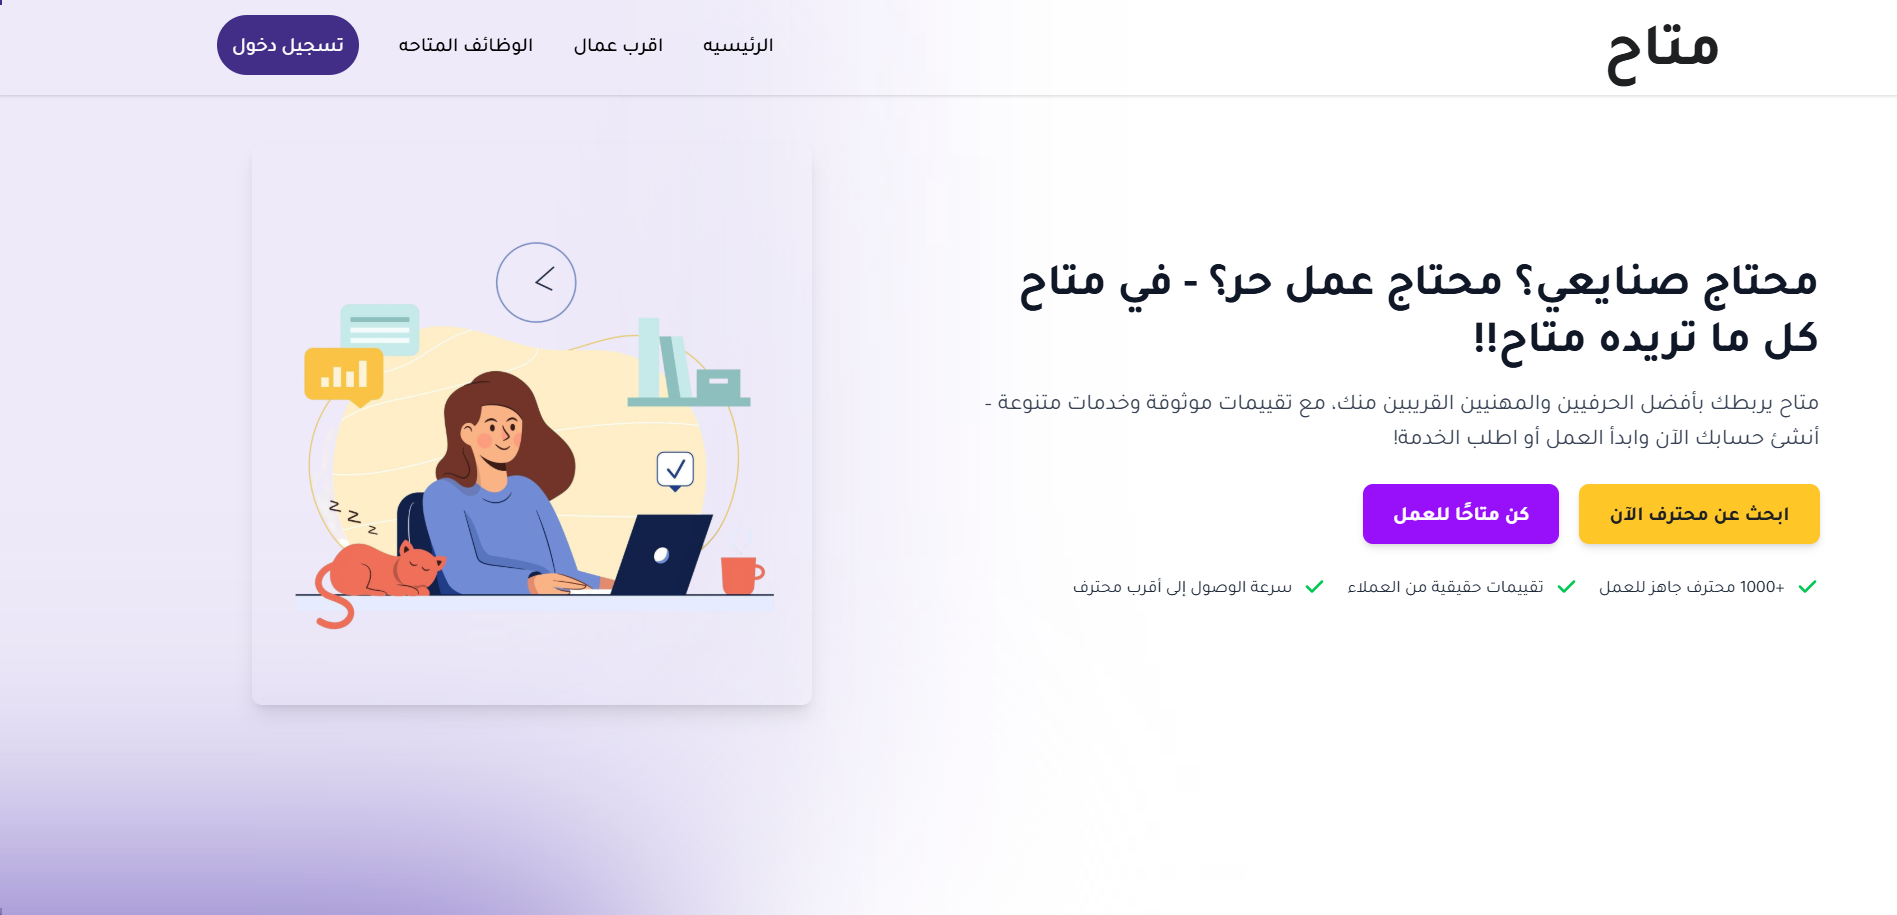 متاح
الرئيسيه
اقرب عمال
الوظائف المتاحه
تسجيل دخول
محتاج صنايعي؟ محتاج عمل حر؟ - في متاح
كل ما تريده متاح!!
متاح يربطك بأفضل الحرفيين والمهنيين القريبين منك، مع تقييمات موثوقة وخدمات متنوعة -
أنشئ حسابك الآن وابدأ العمل أو اطلب الخدمة!
ابحث عن محترف الآن
كن متاحًا للعمل
+1000 محترف جاهز للعمل
تقييمات حقيقية من العملاء
سرعة الوصول إلى أقرب محترف
z z z